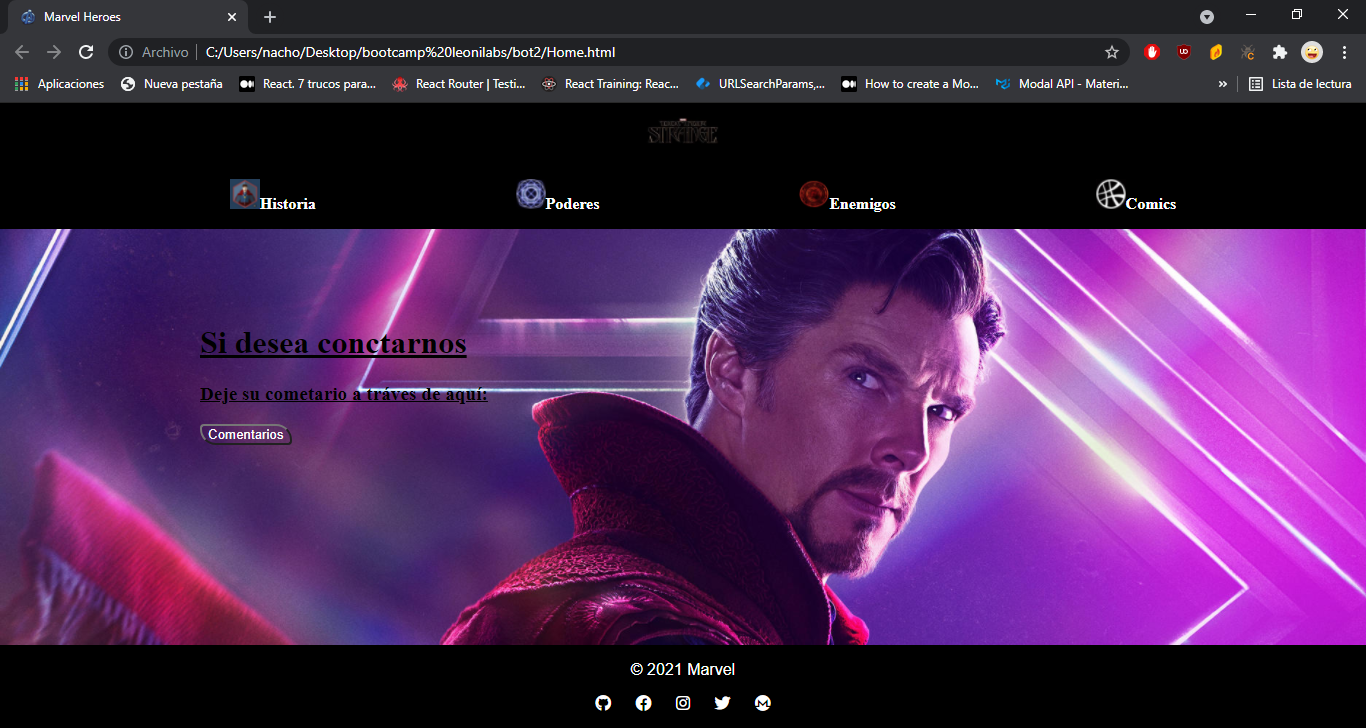 Marvel Heroes
Archivo C:/Users/nacho/Desktop/bootcamp%20leonilabs/bot2/Home.html
UD
C
Aplicaciones Nueva pestaña React. 7 trucos para... React Router | Testi... React Training: Reac... URLSearchParams,... How to create a Mo... Modal API - Materi... » Lista de lectura
STRANGE
Historia Poderes Enemigos Comics
Si desea conctarnos
Deje su cometario a tráves de aquí:
Comentarios
© 2021 Marvel